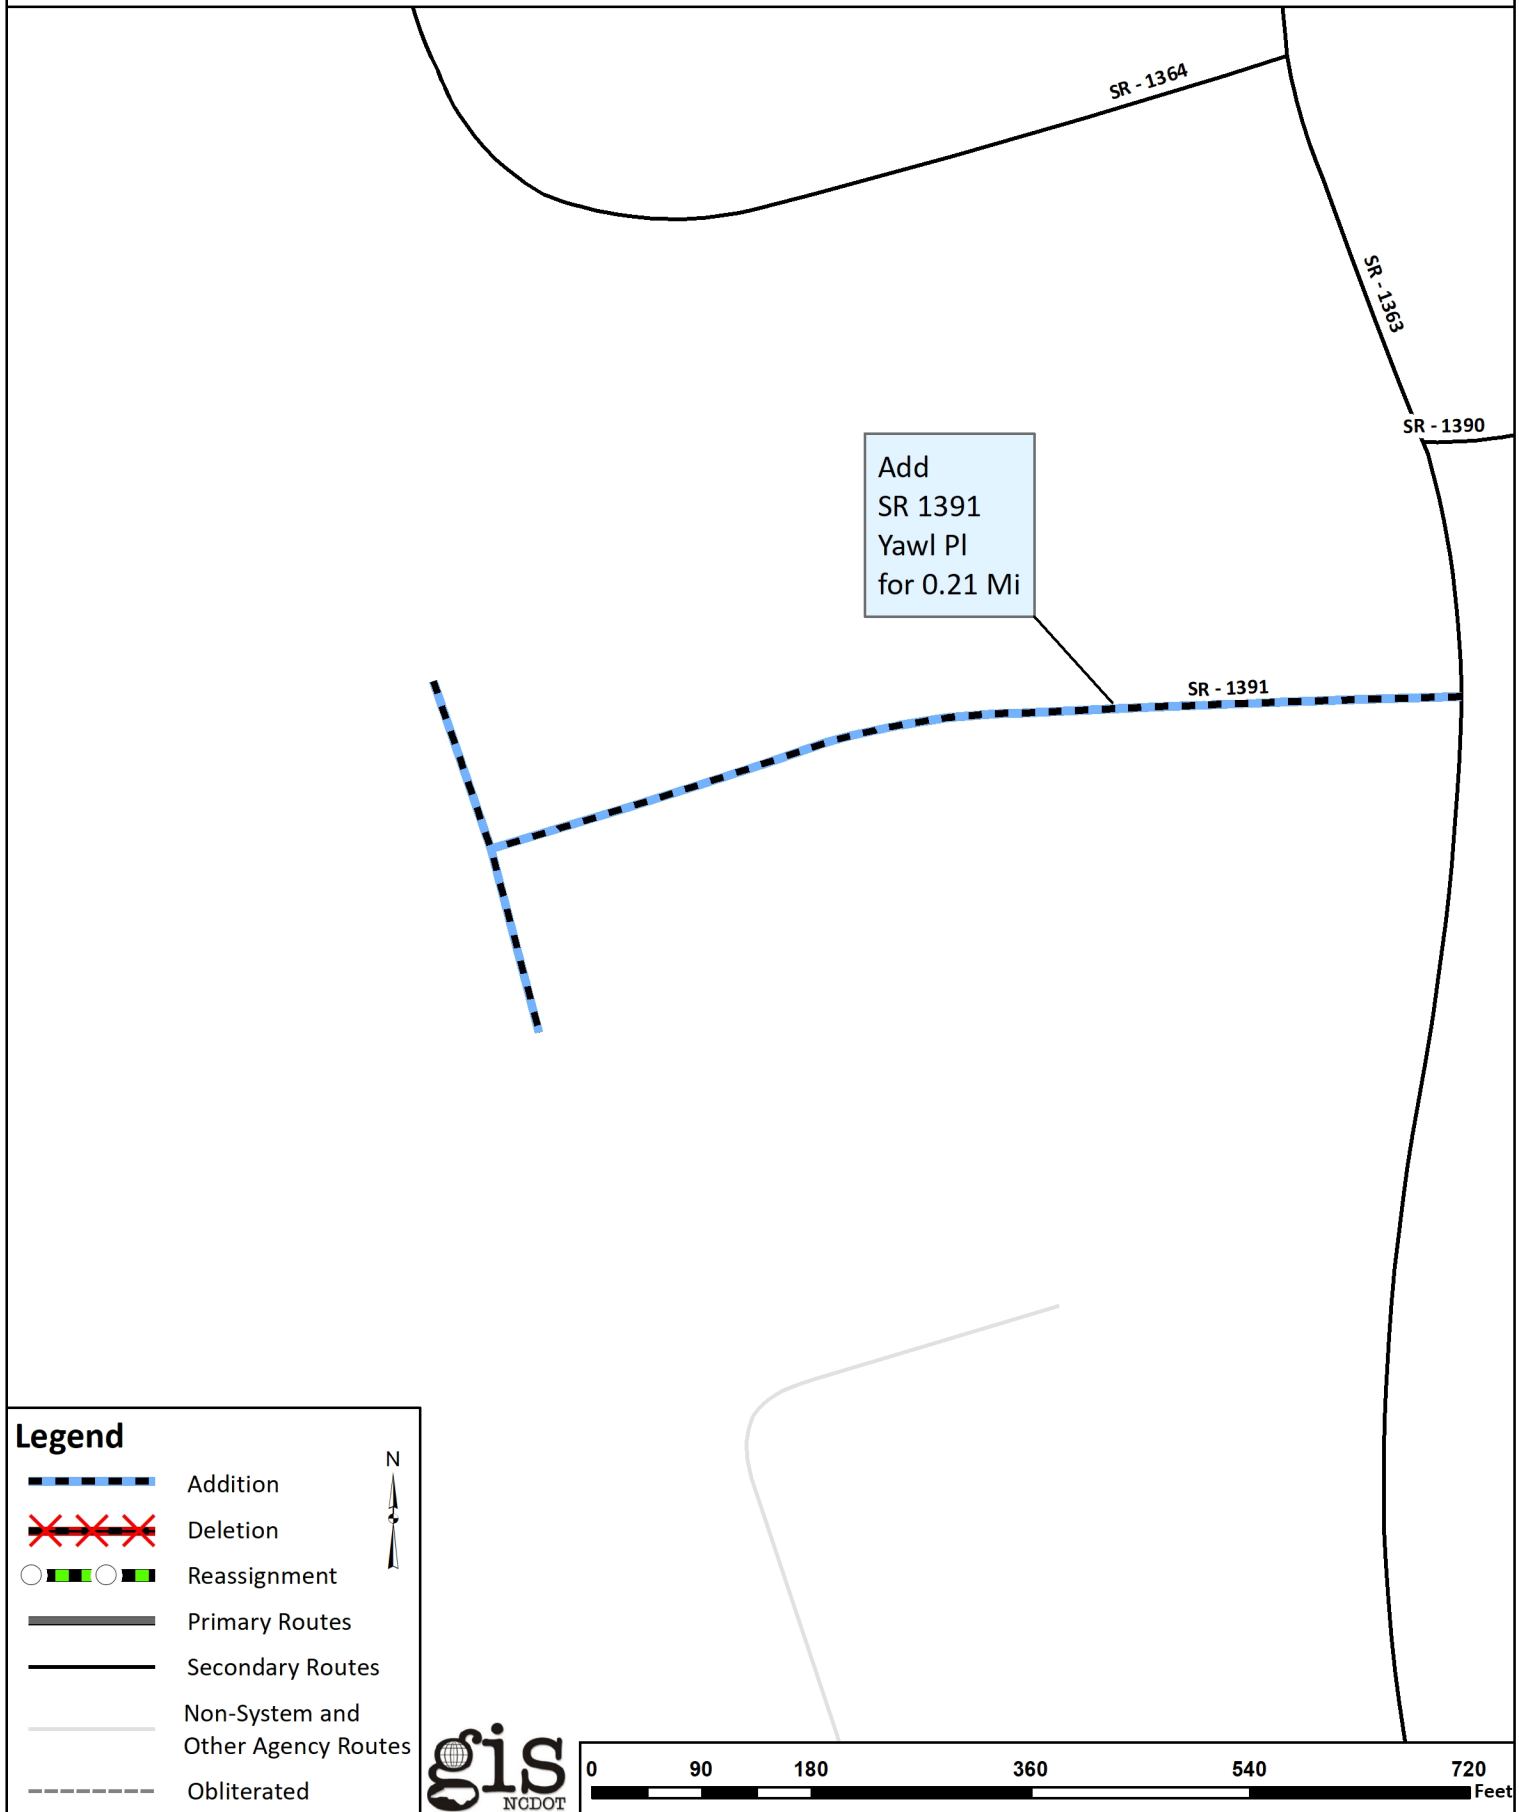 SR - 1364
SR - 1363
SR - 1390
Add
SR 1391
Yawl Pl
for 0.21 Mi
SR - 1391
Legend
N
Addition
Deletion
Reassignment
Primary Routes
Secondary Routes
Non-System and
Other Agency Routes
Obliterated
gis
NCDOT
0 90 180 360 540 720
Feet